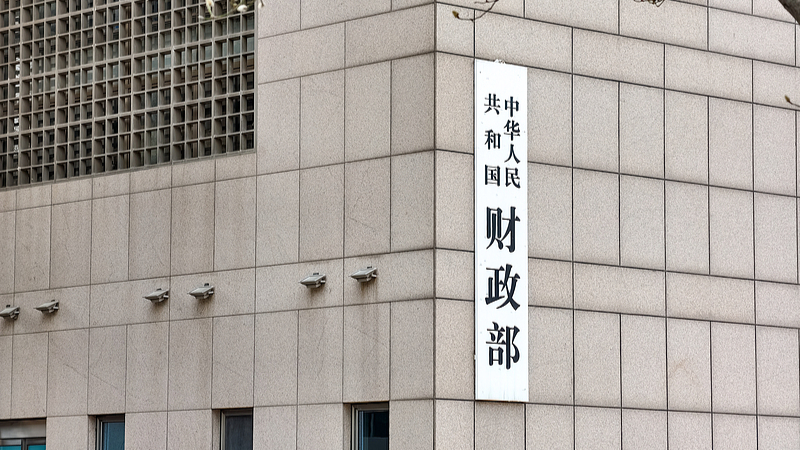 中华人民
共和国
财政部